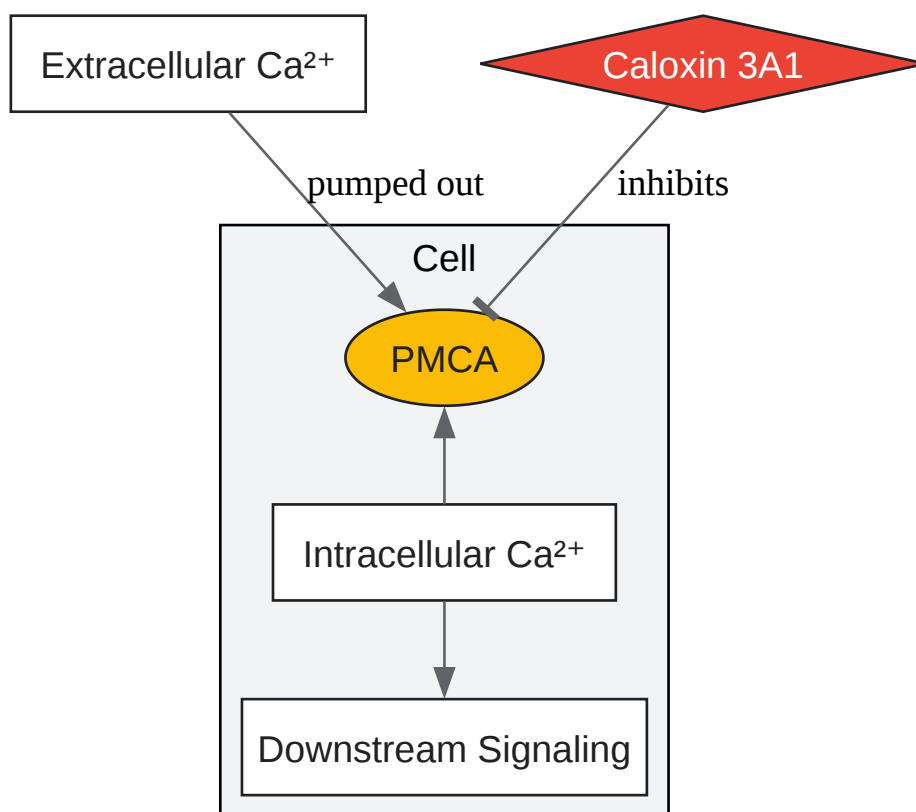 Extracellular Ca²⁺
Caloxin 3A1
pumped out
inhibits
Cell
PMCA
Intracellular Ca²⁺
Downstream Signaling